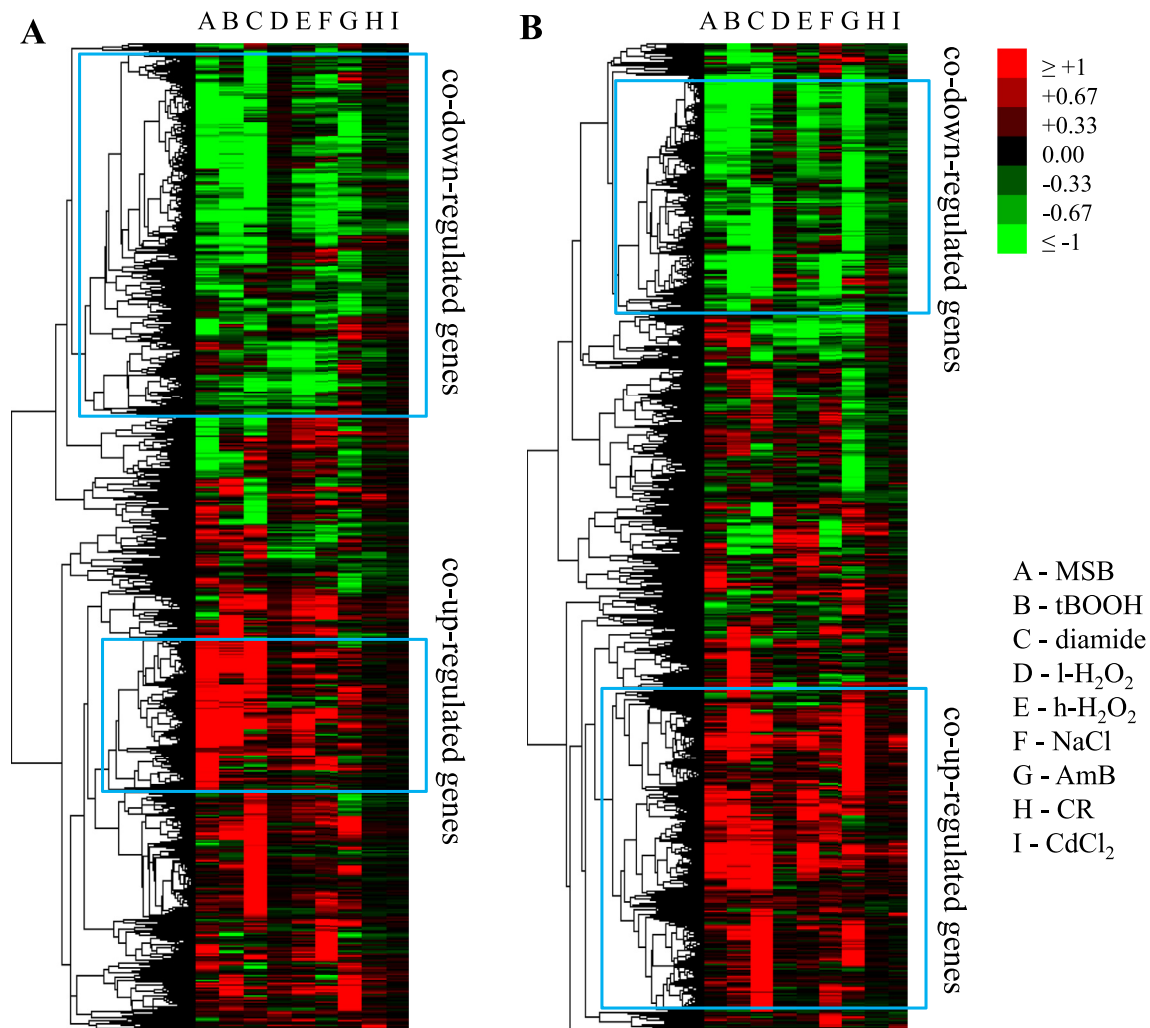 A
A B C D E F G H I
co-down-regulated genes
co-up-regulated genes
B
A B C D E F G H I
co-down-regulated genes
co-up-regulated genes
≥ +1
+0.67
+0.33
0.00
-0.33
-0.67
≤ -1
A - MSB
B - tBOOH
C - diamide
D - l-H₂O₂
E - h-H₂O₂
F - NaCl
G - AmB
H - CR
I - CdCl₂